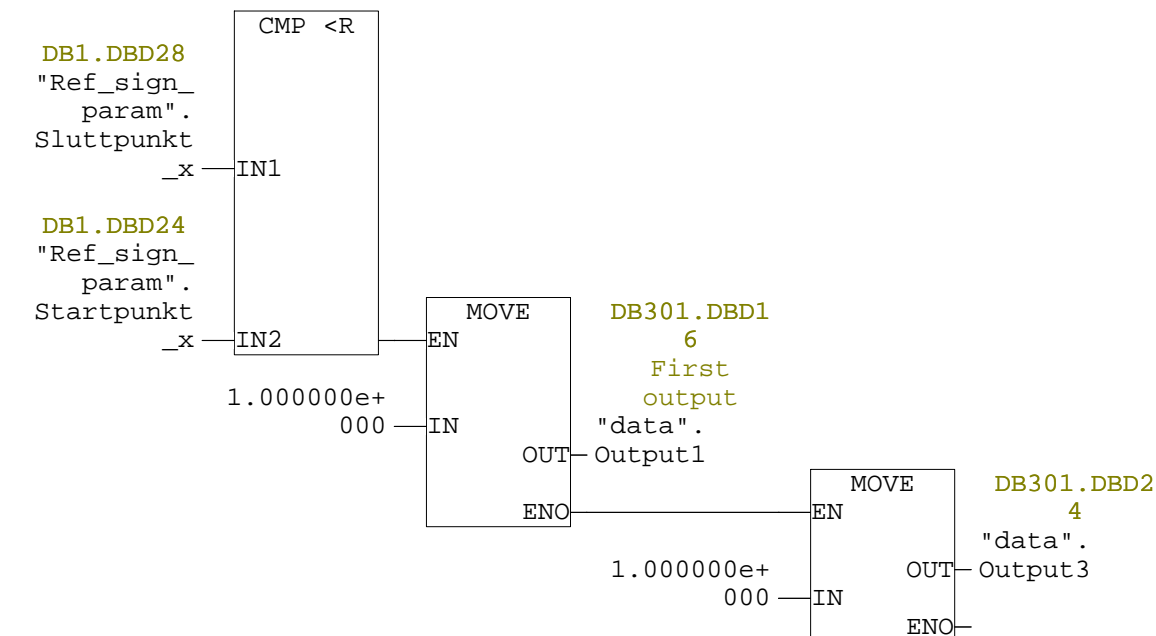 CMP <R
DB1.DBD28
"Ref_sign_
param".
Sluttpunkt
_x
IN1
DB1.DBD24
"Ref_sign_
param".
Startpunkt
_x
IN2
MOVE
EN
1.000000e+
000
IN
OUT
ENO
DB301.DBD1
6
First
output
"data".
Output1
MOVE
EN
1.000000e+
000
IN
OUT
ENO
DB301.DBD2
4
"data".
Output3